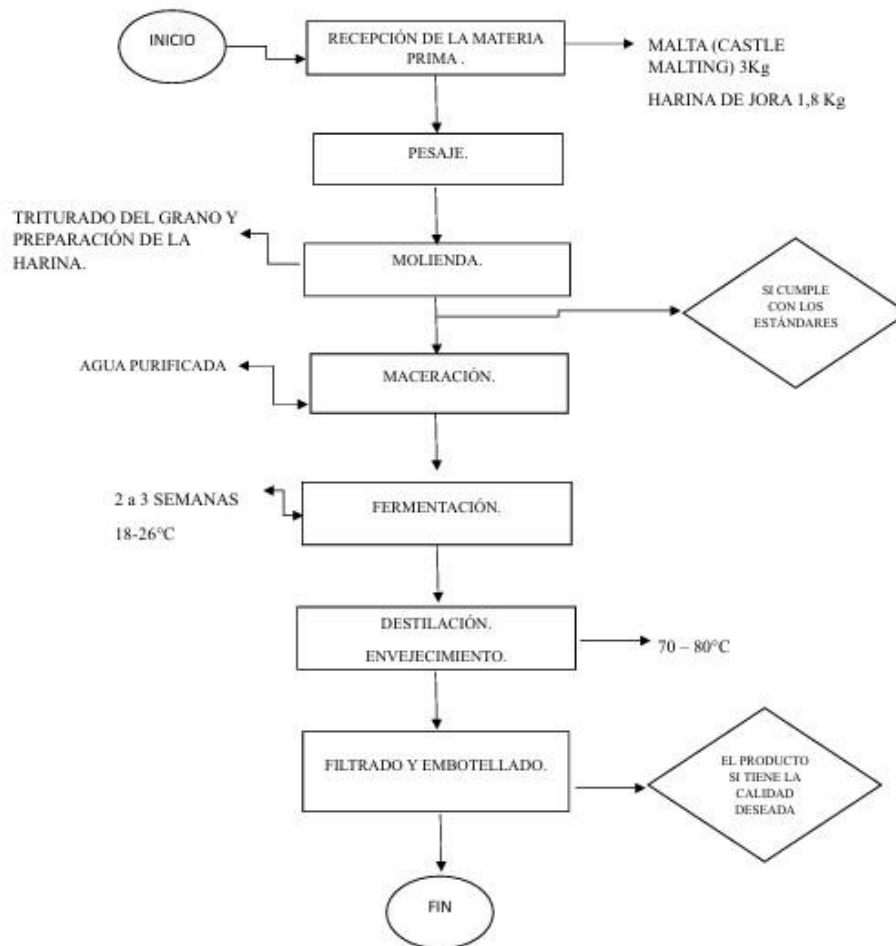 INICIO
RECEPCIÓN DE LA MATERIA
PRIMA .
MALTA (CASTLE
MALTING) 3Kg
HARINA DE JORA 1,8 Kg
PESAJE.
TRITURADO DEL GRANO Y
PREPARACIÓN DE LA
HARINA.
MOLIENDA.
SI CUMPLE
CON LOS
ESTÁNDARES
AGUA PURIFICADA
MACERACIÓN.
2 a 3 SEMANAS
18-26°C
FERMENTACIÓN.
DESTILACIÓN.
ENVEJECIMIENTO.
70 – 80°C
FILTRADO Y EMBOTELLADO.
EL PRODUCTO
SI TIENE LA
CALIDAD
DESEADA
FIN